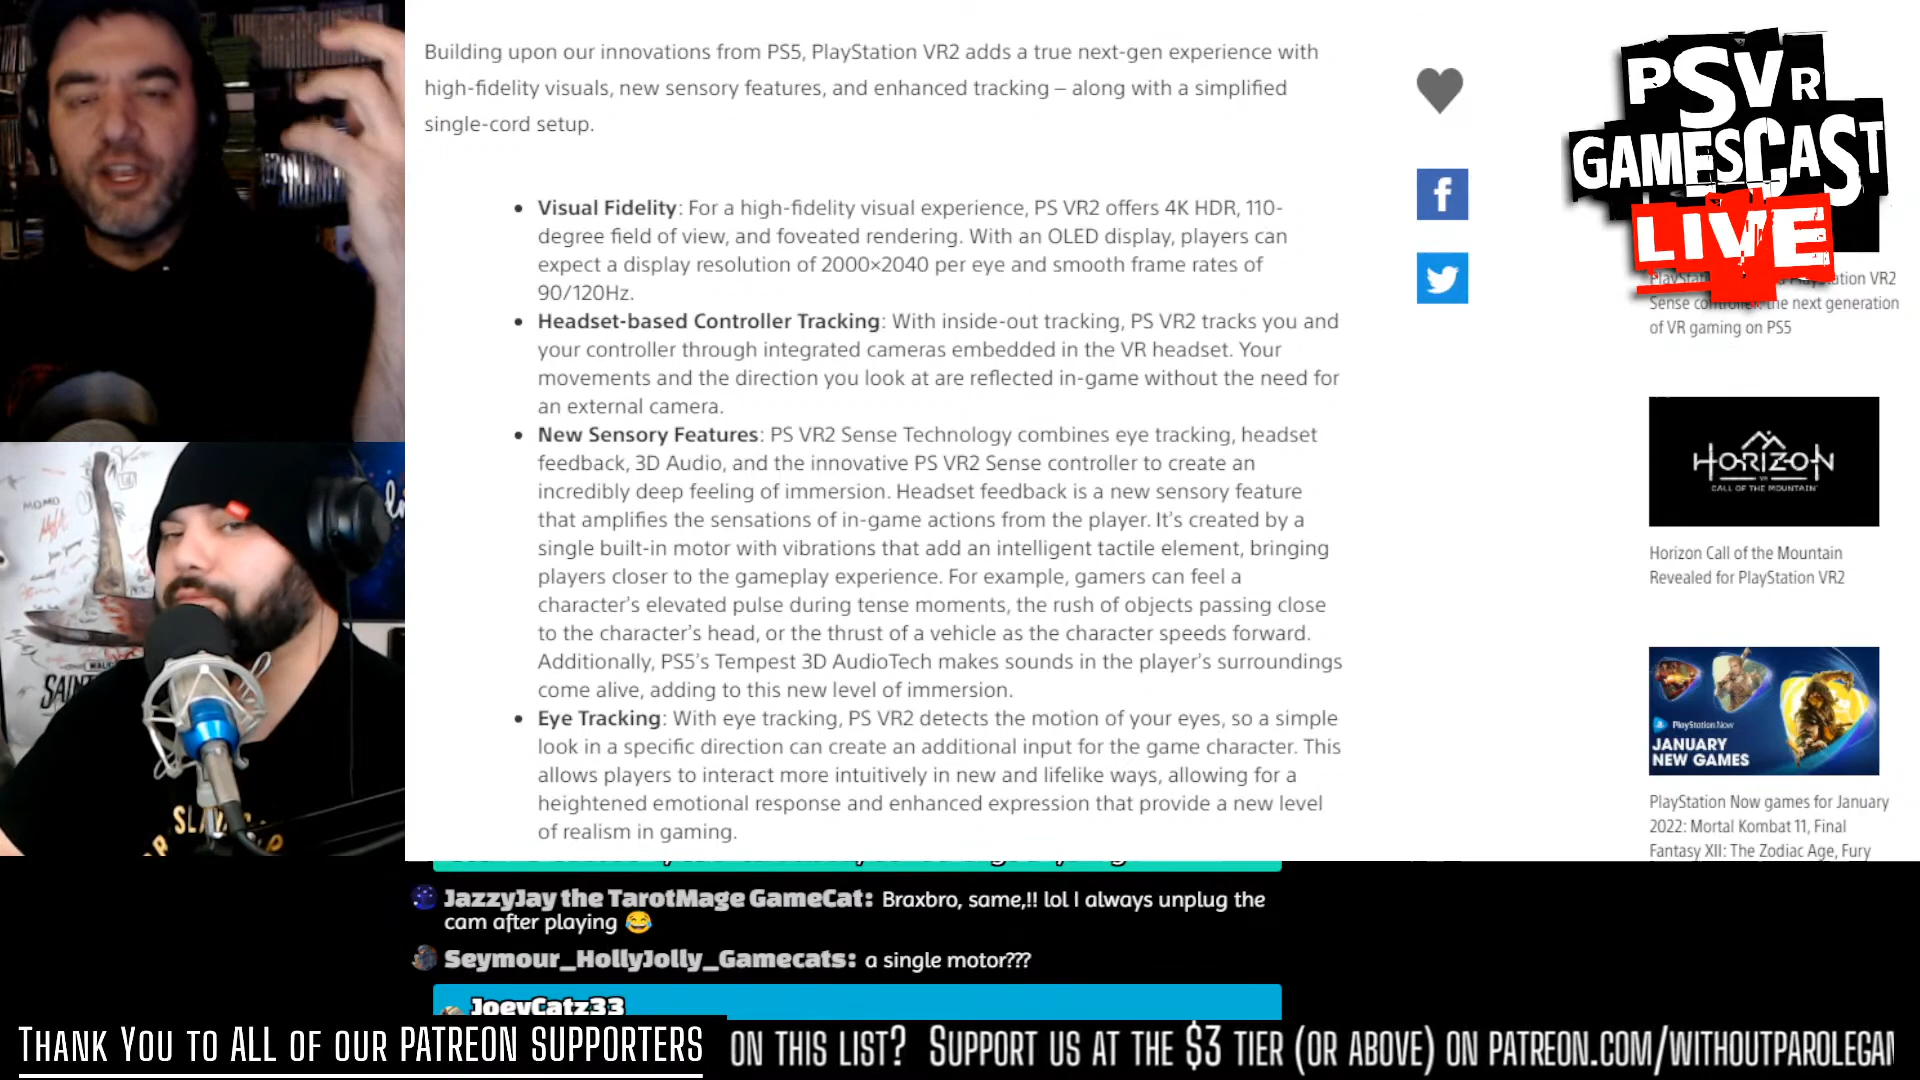 Building upon our innovations from PS5, PlayStation VR2 adds a true next-gen experience with
high-fidelity visuals, new sensory features, and enhanced tracking – along with a simplified
single-cord setup.
Visual Fidelity: For a high-fidelity visual experience, PS VR2 offers 4K HDR, 110-
degree field of view, and foveated rendering. With an OLED display, players can
expect a display resolution of 2000×2040 per eye and smooth frame rates of
90/120Hz.
Headset-based Controller Tracking: With inside-out tracking, PS VR2 tracks you and
your controller through integrated cameras embedded in the VR headset. Your
movements and the direction you look at are reflected in-game without the need for
an external camera.
New Sensory Features: PS VR2 Sense Technology combines eye tracking, headset
feedback, 3D Audio, and the innovative PS VR2 Sense controller to create an
incredibly deep feeling of immersion. Headset feedback is a new sensory feature
that amplifies the sensations of in-game actions from the player. It’s created by a
single built-in motor with vibrations that add an intelligent tactile element, bringing
players closer to the gameplay experience. For example, gamers can feel a
character’s elevated pulse during tense moments, the rush of objects passing close
to the character’s head, or the thrust of a vehicle as the character speeds forward.
Additionally, PS5’s Tempest 3D AudioTech makes sounds in the player’s surroundings
come alive, adding to this new level of immersion.
Eye Tracking: With eye tracking, PS VR2 detects the motion of your eyes, so a simple
look in a specific direction can create an additional input for the game character. This
allows players to interact more intuitively in new and lifelike ways, allowing for a
heightened emotional response and enhanced expression that provide a new level
of realism in gaming.
f
PSVR
GAMESCAST
LIVE
VR2
Sense controller: the next generation
of VR gaming on PS5
HORIZON
VR
CALL OF THE MOUNTAIN
Horizon Call of the Mountain
Revealed for PlayStation VR2
PlayStation Now
JANUARY
NEW GAMES
PlayStation Now games for January
2022: Mortal Kombat 11, Final
Fantasy XII: The Zodiac Age, Fury
MOMO
JazzyJay the TarotMage GameCat: Braxbro, same,!! lol I always unplug the
cam after playing 😂
Seymour_HollyJolly_Gamecats: a single motor???
JoeyCatz33
THANK YOU TO ALL OF OUR PATREON SUPPORTERS
ON THIS LIST? SUPPORT US AT THE $3 TIER (OR ABOVE) ON PATREON.COM/WITHOUTPAROLEGAM